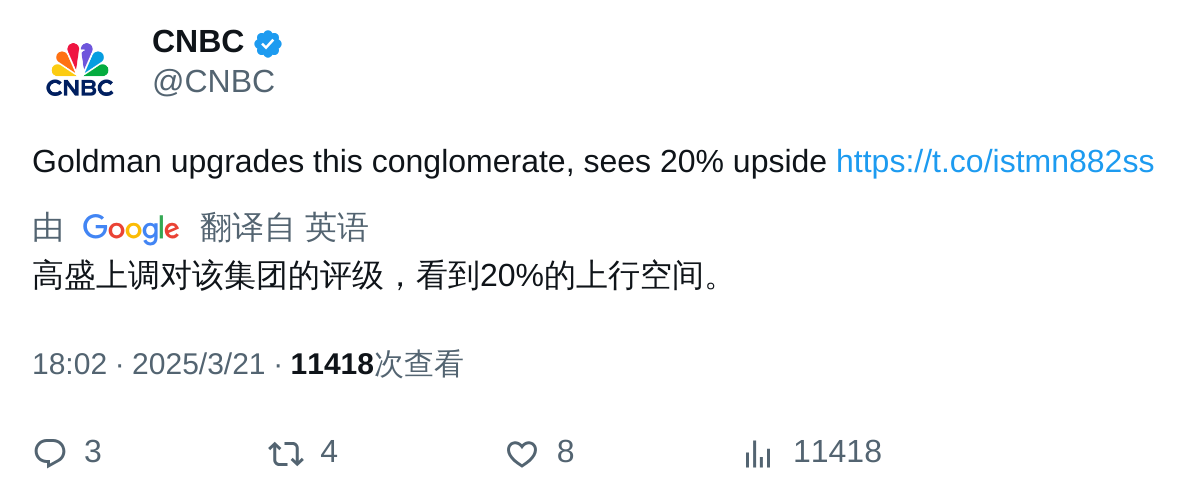 CNBC
CNBC
@CNBC
Goldman upgrades this conglomerate, sees 20% upside https://t.co/istmn882ss
由 Google 翻译自 英语
高盛上调对该集团的评级，看到20%的上行空间。
18:02 · 2025/3/21 · 11418次查看
3 4 8 11418